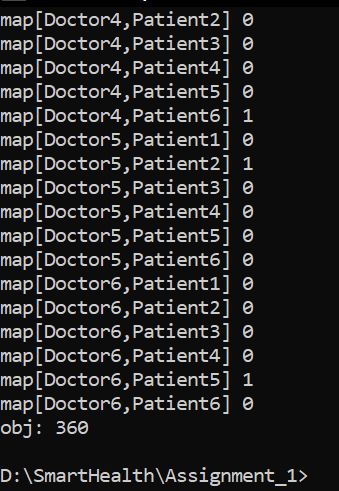 map[Doctor4,Patient2] 0
map[Doctor4,Patient3] 0
map[Doctor4,Patient4] 0
map[Doctor4,Patient5] 0
map[Doctor4,Patient6] 1
map[Doctor5,Patient1] 0
map[Doctor5,Patient2] 1
map[Doctor5,Patient3] 0
map[Doctor5,Patient4] 0
map[Doctor5,Patient5] 0
map[Doctor5,Patient6] 0
map[Doctor6,Patient1] 0
map[Doctor6,Patient2] 0
map[Doctor6,Patient3] 0
map[Doctor6,Patient4] 0
map[Doctor6,Patient5] 1
map[Doctor6,Patient6] 0
obj: 360
D:\SmartHealth\Assignment_1>